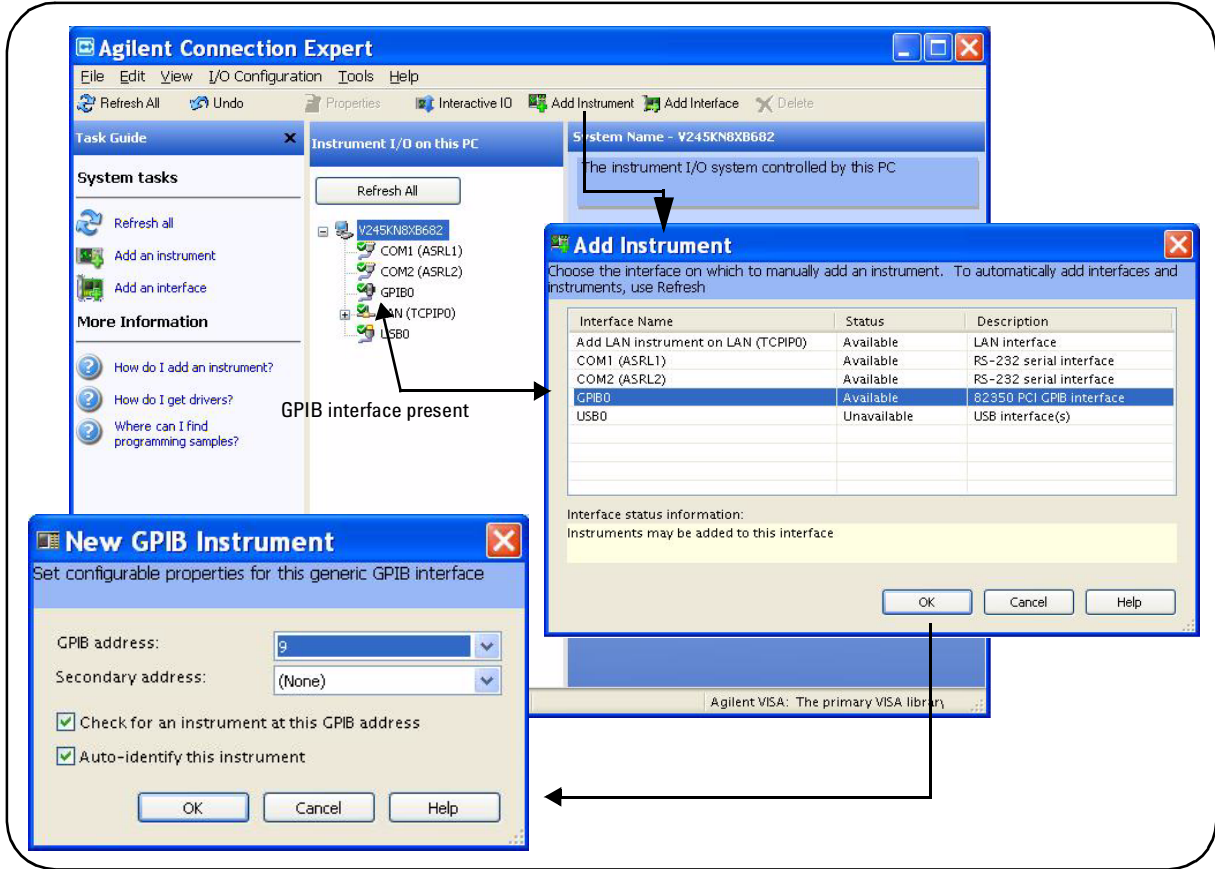 Agilent Connection Expert
File Edit View I/O Configuration Tools Help
Refresh All Undo Properties Interactive IO Add Instrument Add Interface Delete
Task Guide
System tasks
Refresh all
Add an instrument
Add an interface
More Information
How do I add an instrument?
How do I get drivers?
Where can I find
programming samples?
Instrument I/O on this PC
Refresh All
V245KN8XB682
COM1 (ASRL1)
COM2 (ASRL2)
GPIB0
LAN (TCPIP0)
USB0
GPIB interface present
System Name - V245KN8XB682
The instrument I/O system controlled by this PC
Add Instrument
Choose the interface on which to manually add an instrument. To automatically add interfaces and
instruments, use Refresh
Interface Name Status Description
Add LAN instrument on LAN (TCPIP0) Available LAN interface
COM1 (ASRL1) Available RS-232 serial interface
COM2 (ASRL2) Available RS-232 serial interface
GPIB0 Available 82350 PCI GPIB interface
USB0 Unavailable USB interface(s)
Interface status information:
Instruments may be added to this interface
OK Cancel Help
Agilent VISA: The primary VISA library
New GPIB Instrument
Set configurable properties for this generic GPIB interface
GPIB address: 9
Secondary address: (None)
Check for an instrument at this GPIB address
Auto-identify this instrument
OK Cancel Help